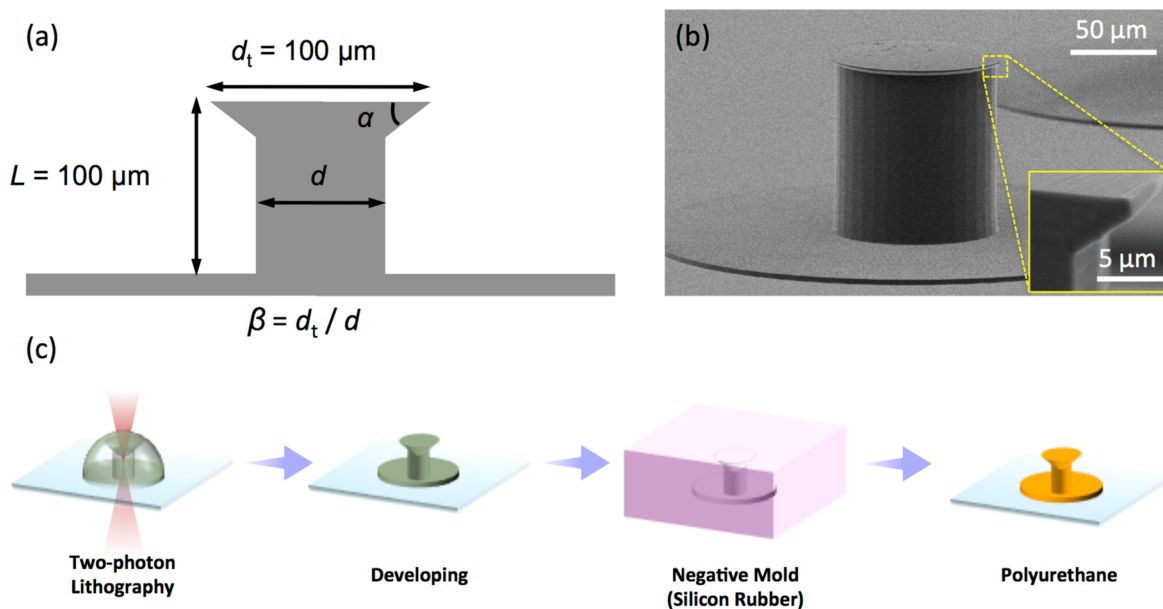 (a)
dt = 100 μm
α
L = 100 μm
d
β = dt / d
(b)
50 μm
5 μm
(c)
Two-photon
Lithography
Developing
Negative Mold
(Silicon Rubber)
Polyurethane